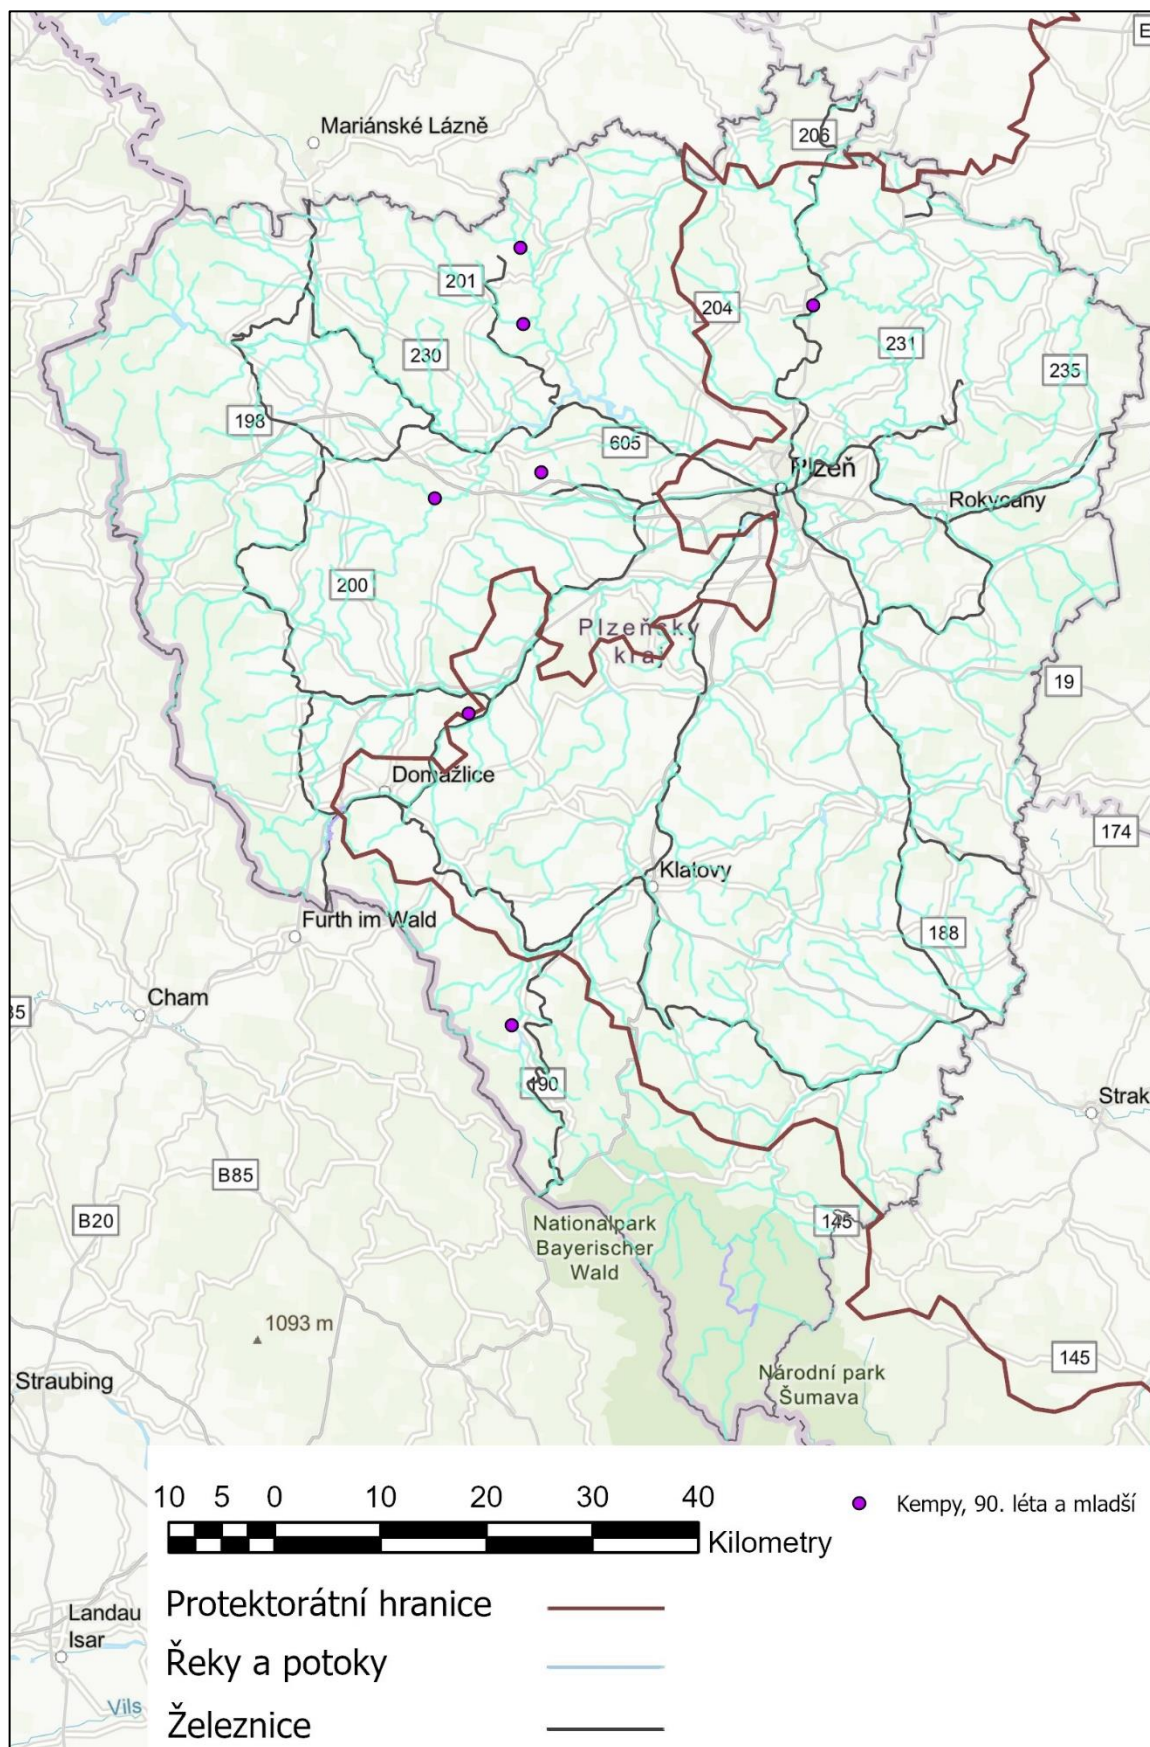 E
Mariánské Lázně
206
201
204
230
231
235
198
605
Plzeň
Rokycany
200
Plzeňský
kraj
19
Domažlice
174
Klatovy
Furth im Wald
188
Cham
35
190
Strak
B85
B20
Nationalpark
Bayerischer
Wald
145
1093 m
145
Straubing
Národní park
Šumava
10 5 0 10 20 30 40
Kilometry
Kempy, 90. léta a mladší
Protektorátní hranice
Landau
Isar
Řeky a potoky
Vils
Železnice